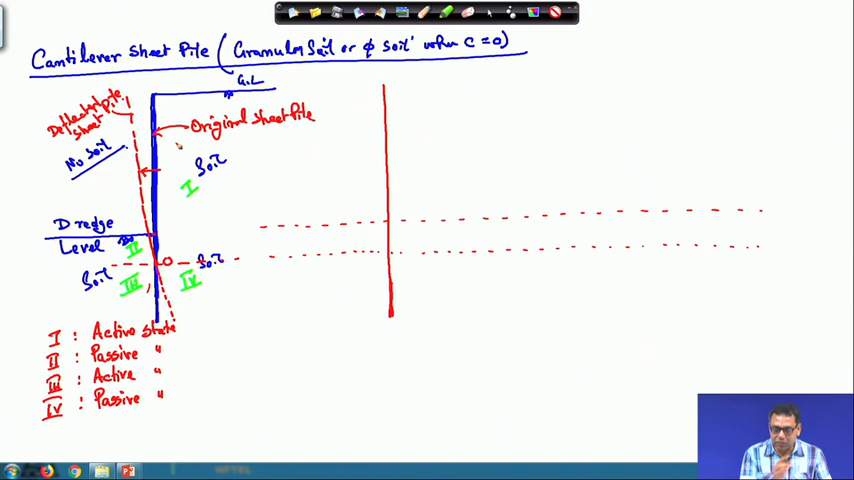 Cantilever Sheet Pile (Granular Soil or φ Soil when c = 0)
G.L
Deflected pile
sheet
Original Sheet Pile
No Soil
Soil
I
Dredge
Level
II
O
Soil
Soil
III
IV
I : Active state
II : Passive "
III : Active "
IV : Passive "
NPTEL